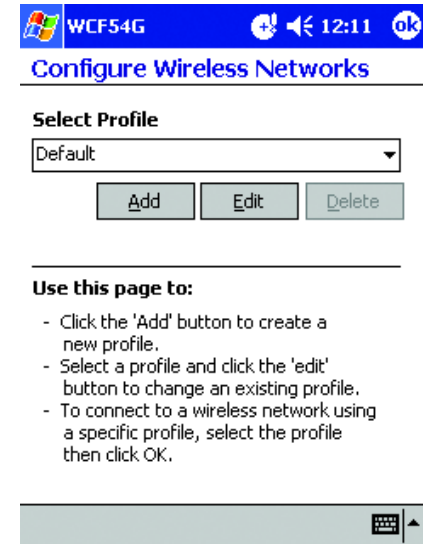 WCF54G 12:11 ok
Configure Wireless Networks
Select Profile
Default
Add Edit Delete
Use this page to:
- Click the 'Add' button to create a
new profile.
- Select a profile and click the 'edit'
button to change an existing profile.
- To connect to a wireless network using
a specific profile, select the profile
then click OK.